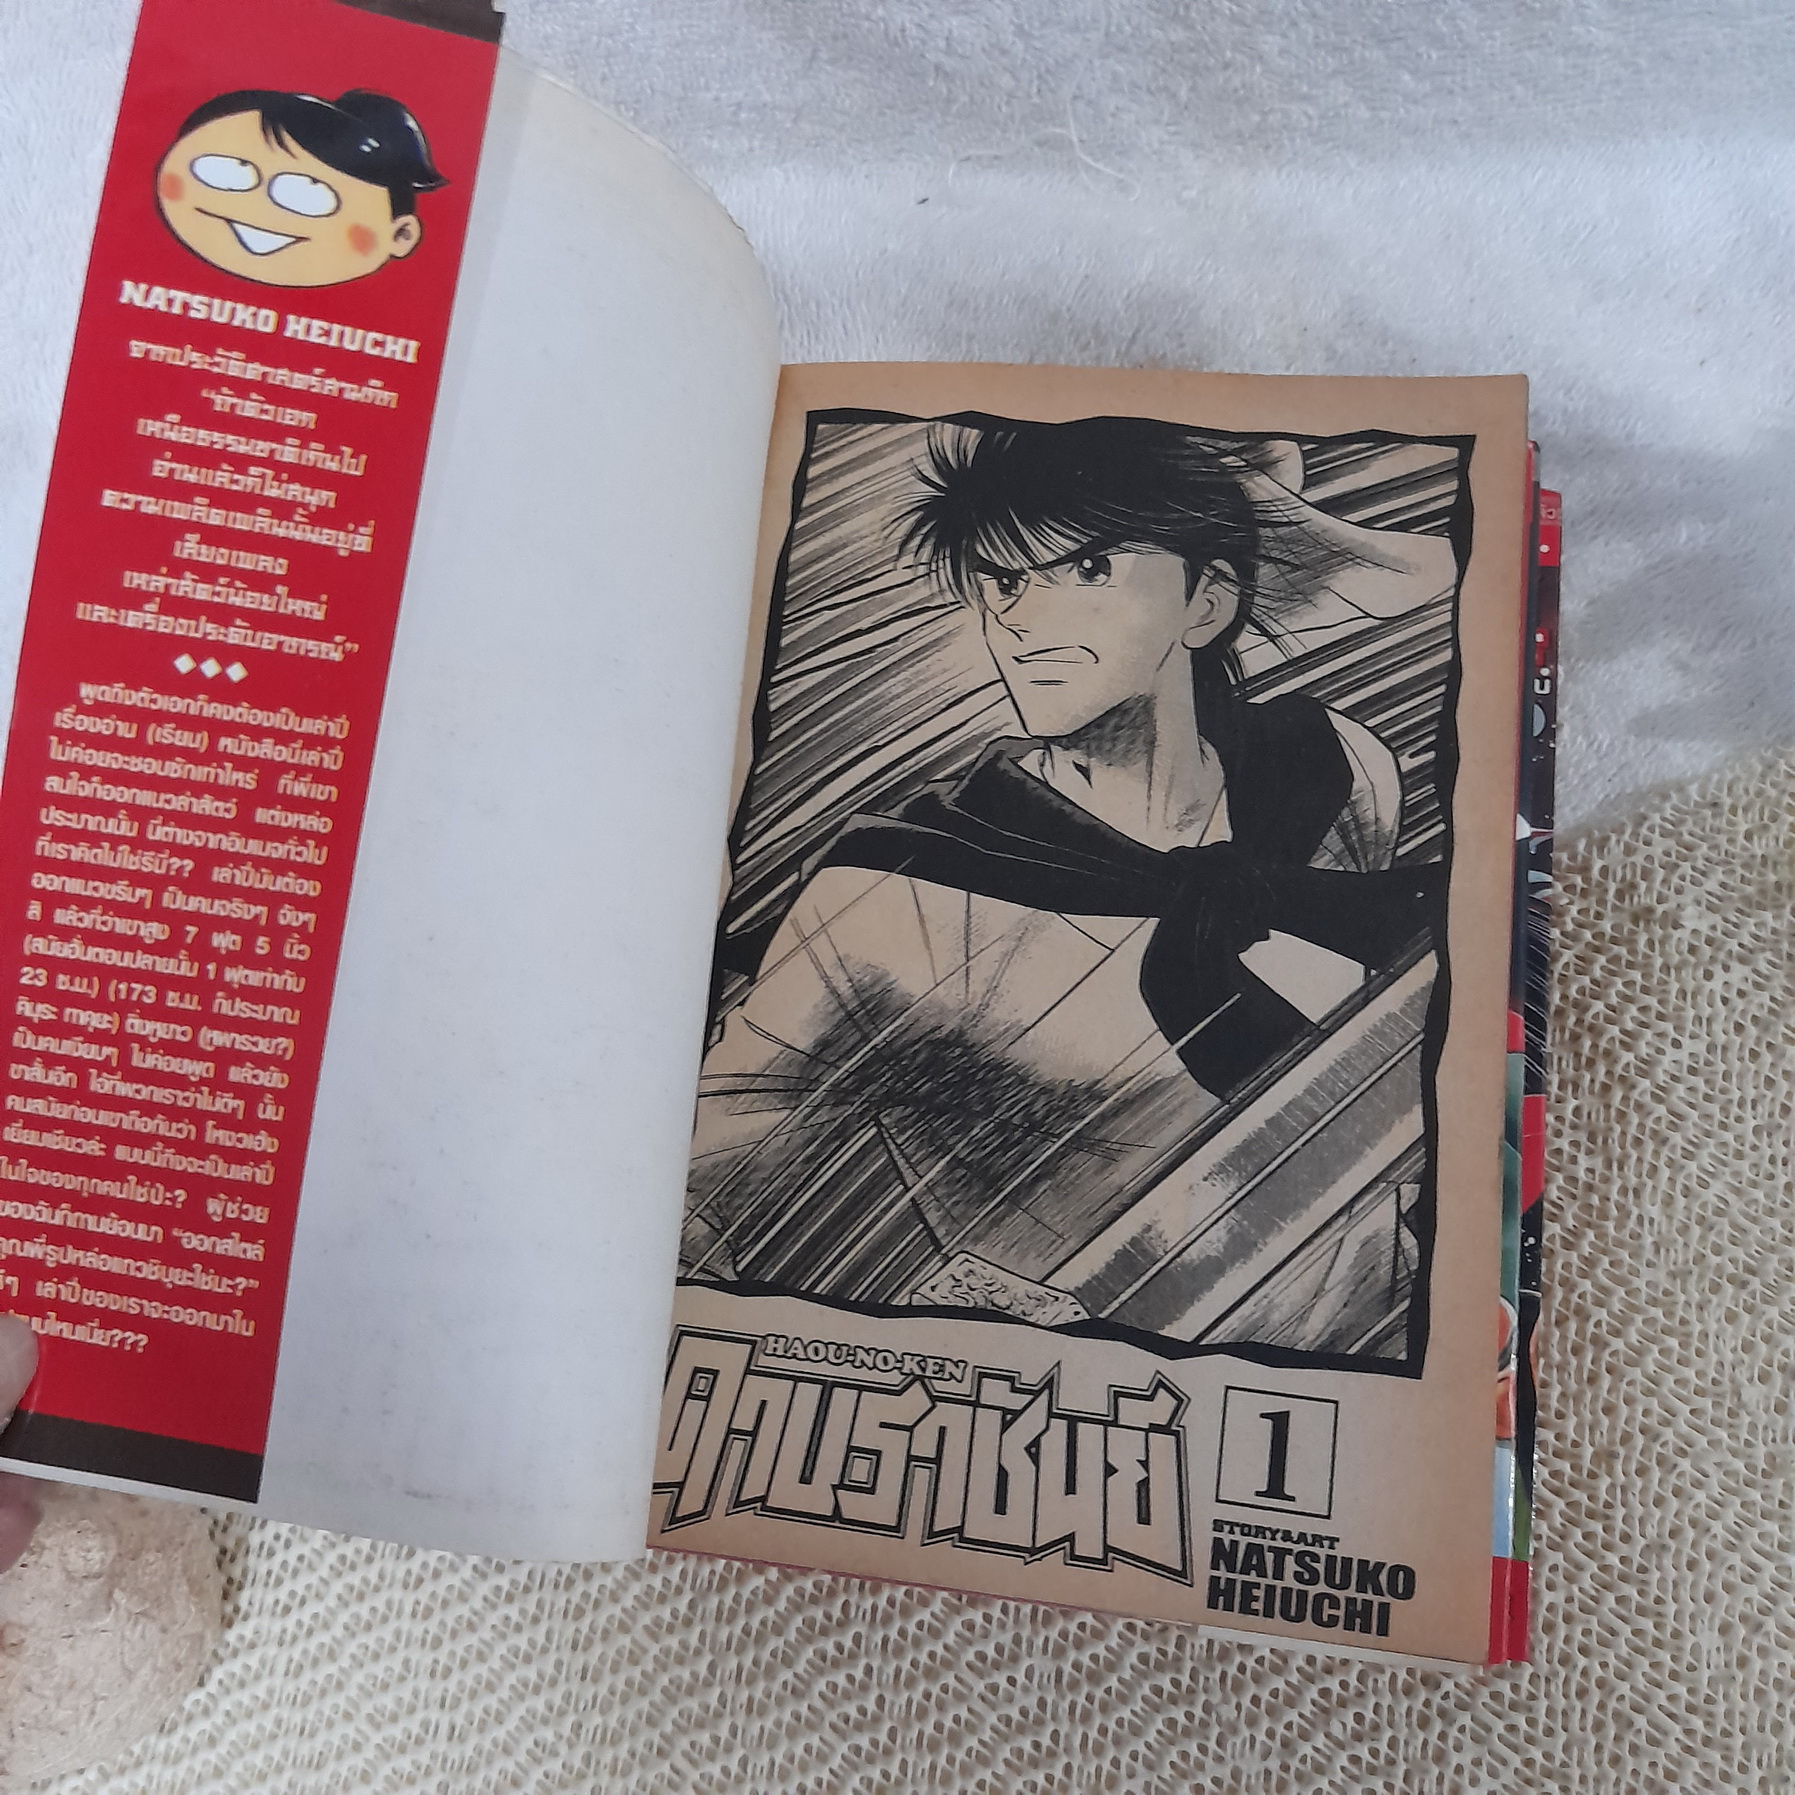 NATSUKO HEIUCHI
จากประวัติศาสตร์สามก๊ก
“ถ้าตัวเอก
เหนือธรรมชาติเกินไป
อ่านแล้วก็ไม่สนุก
ความเพลิดเพลินนั้นอยู่ที่
เสียงเพลง
เหล่าสัตว์น้อยใหญ่
และเครื่องประดับอาภรณ์”
พูดถึงตัวเอกก็คงต้องเป็นเล่าปี่
เรื่องอ่าน (เรียน) หนังสือนี่เล่าปี่
ไม่ค่อยจะชอบซักเท่าไหร่ ที่พี่เขา
สนใจก็ออกแนวล่าสัตว์ แต่งหล่อ
ประมาณนั้น นี่ต่างจากอิมเมจทั่วไป
ที่เราคิดไม่ใช่รึนี่?? เล่าปี่มันต้อง
ออกแนวขรึมๆ เป็นคนจริงๆ จังๆ
สิ แล้วที่ว่าเขาสูง 7 ฟุต 5 นิ้ว
(สมัยฮั่นตอนปลายนั้น 1 ฟุตเท่ากับ
23 ซ.ม.) (173 ซ.ม. ก็ประมาณ
คิมุระ ทาคุยะ) ติ่งหูยาว (หูพารวย?)
เป็นคนเงียบๆ ไม่ค่อยพูด แล้วยัง
ขาสั้นอีก ไอ้ที่พวกเราว่าไม่ดีๆ นั้น
คนสมัยก่อนเขาถือกันว่า โหงวเฮ้ง
เยี่ยมเชียวล่ะ แบบนี้ถึงจะเป็นเล่าปี่
ในใจของทุกคนใช่ป่ะ? ผู้ช่วย
ของฉันก็ถามย้อนมา “ออกสไตล์
คุณพี่รูปหล่อแถวชิบุยะใช่มะ?”
เล่าปี่ของเราจะออกมาใน
ไหนเนี่ย???
HAOU-NO-KEN
ดาบราชันย์
1
STORY&ART
NATSUKO
HEIUCHI